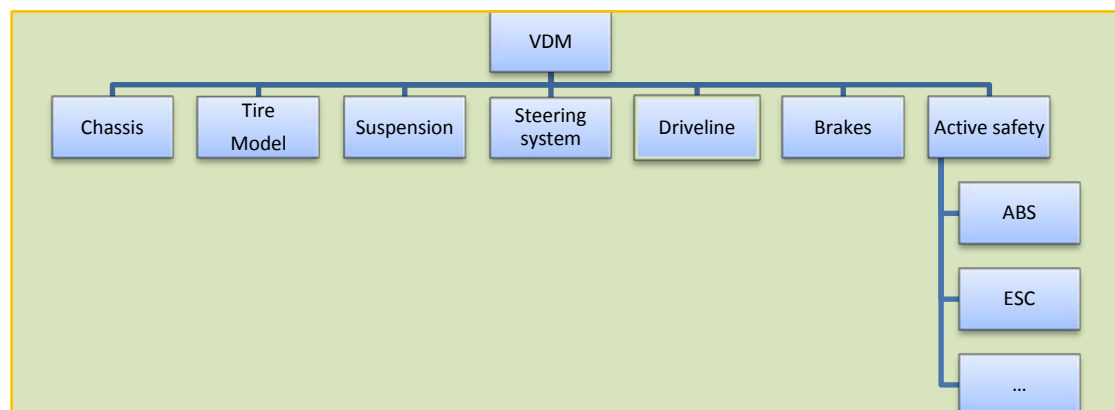 VDM
Chassis
Tire
Model
Suspension
Steering
system
Driveline
Brakes
Active safety
ABS
ESC
...